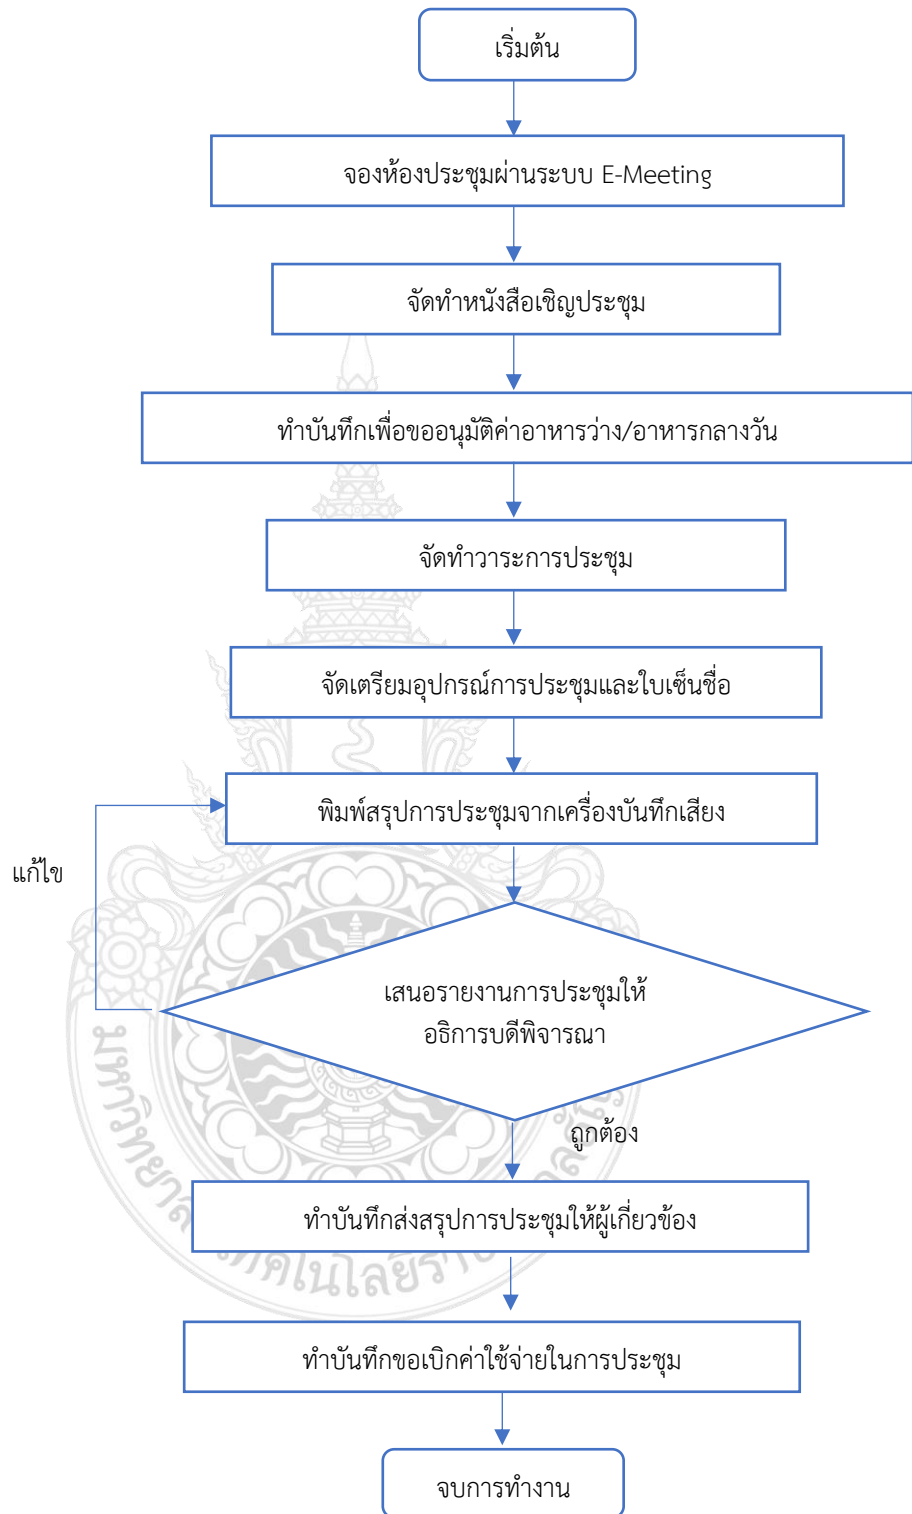 เริ่มต้น
จองห้องประชุมผ่านระบบ E-Meeting
จัดทำหนังสือเชิญประชุม
ทำบันทึกเพื่อขออนุมัติค่าอาหารว่าง/อาหารกลางวัน
จัดทำวาระการประชุม
จัดเตรียมอุปกรณ์การประชุมและใบเซ็นชื่อ
พิมพ์สรุปการประชุมจากเครื่องบันทึกเสียง
แก้ไข
เสนอรายงานการประชุมให้
อธิการบดีพิจารณา
ถูกต้อง
ทำบันทึกส่งสรุปการประชุมให้ผู้เกี่ยวข้อง
ทำบันทึกขอเบิกค่าใช้จ่ายในการประชุม
จบการทำงาน